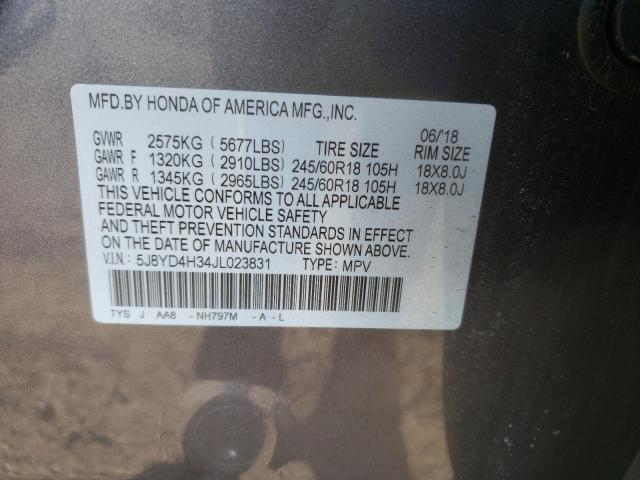 MFD.BY HONDA OF AMERICA MFG.,INC. 06/'18
GVWR 2575KG ( 5677LBS) TIRE SIZE RIM SIZE
GAWR F 1320KG ( 2910LBS) 245/60R18 105H 18X8.0J
GAWR R 1345KG ( 2965LBS) 245/60R18 105H 18X8.0J
THIS VEHICLE CONFORMS TO ALL APPLICABLE
FEDERAL MOTOR VEHICLE SAFETY
AND THEFT PREVENTION STANDARDS IN EFFECT
ON THE DATE OF MANUFACTURE SHOWN ABOVE.
V.I.N.: 5J8YD4H34JL023831 TYPE: MPV
TYS J AA8 - NH797M - A - L